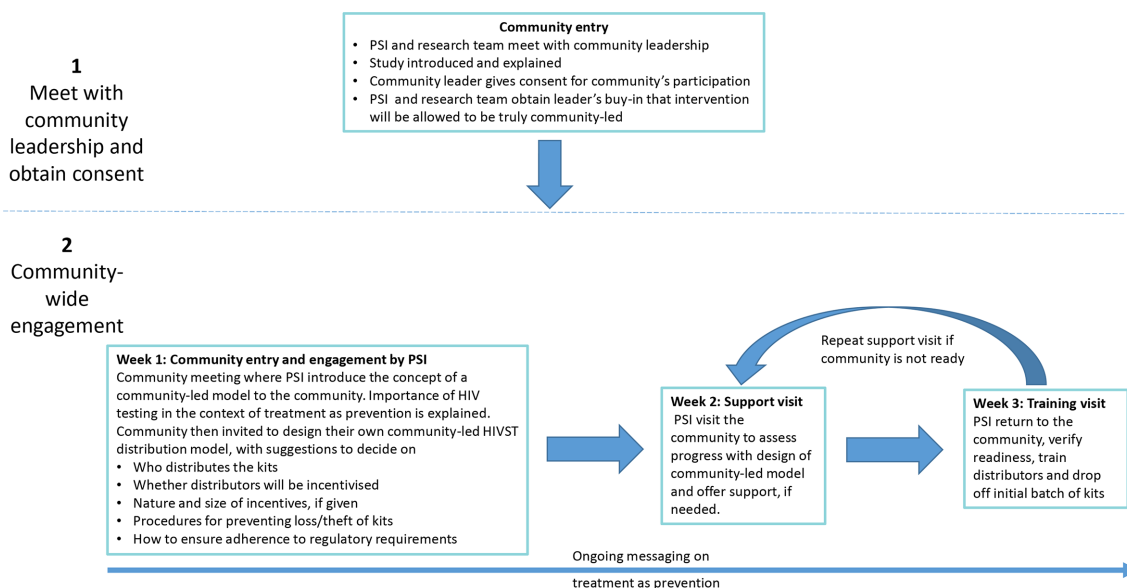 1
Meet with
community
leadership and
obtain consent
Community entry
• PSI and research team meet with community leadership
• Study introduced and explained
• Community leader gives consent for community's participation
• PSI and research team obtain leader's buy-in that intervention
will be allowed to be truly community-led
2
Community-
wide
engagement
Week 1: Community entry and engagement by PSI
Community meeting where PSI introduce the concept of a
community-led model to the community. Importance of HIV
testing in the context of treatment as prevention is explained.
Community then invited to design their own community-led HIVST
distribution model, with suggestions to decide on
• Who distributes the kits
• Whether distributors will be incentivised
• Nature and size of incentives, if given
• Procedures for preventing loss/theft of kits
• How to ensure adherence to regulatory requirements
Repeat support visit if
community is not ready
Week 2: Support visit
PSI visit the
community to assess
progress with design of
community-led model
and offer support, if
needed.
Week 3: Training visit
PSI return to the
community, verify
readiness, train
distributors and drop
off initial batch of kits
Ongoing messaging on
treatment as prevention